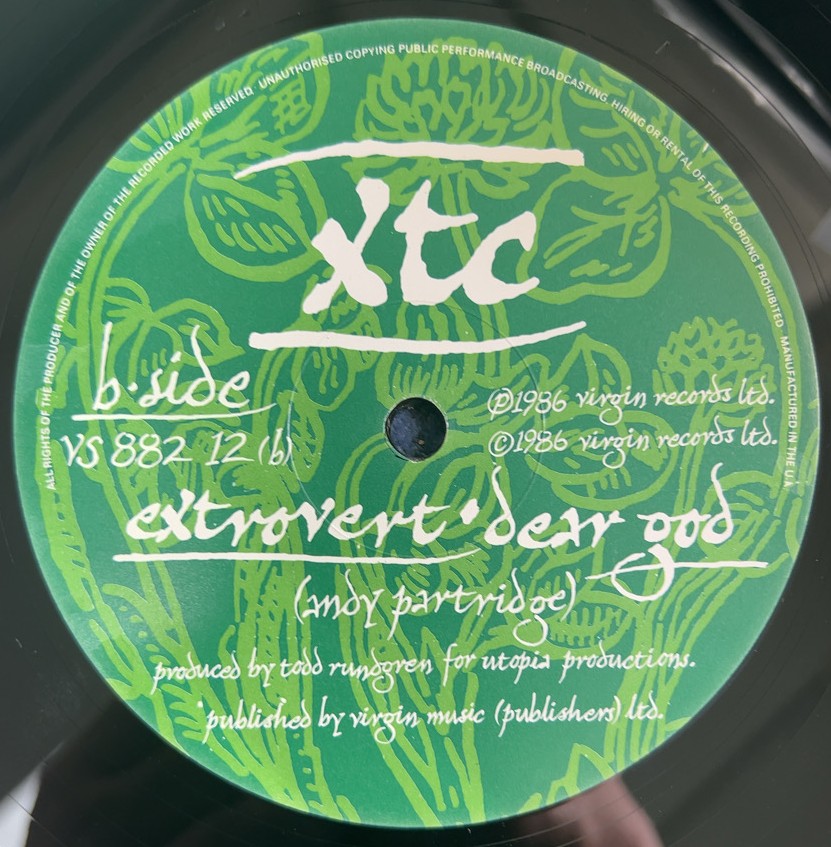 ALL RIGHTS OF THE PRODUCER AND OF THE OWNER OF THE RECORDED WORK RESERVED. UNAUTHORISED COPYING PUBLIC PERFORMANCE BROADCASTING, HIRING OR RENTAL OF THIS RECORDING PROHIBITED. MANUFACTURED IN THE U.K
xtc
b·side
VS 882 12 (b)
℗1986 virgin records ltd.
©1986 virgin records ltd.
extrovert·dear god
(andy partridge)
produced by todd rundgren for utopia productions.
published by virgin music (publishers) ltd.